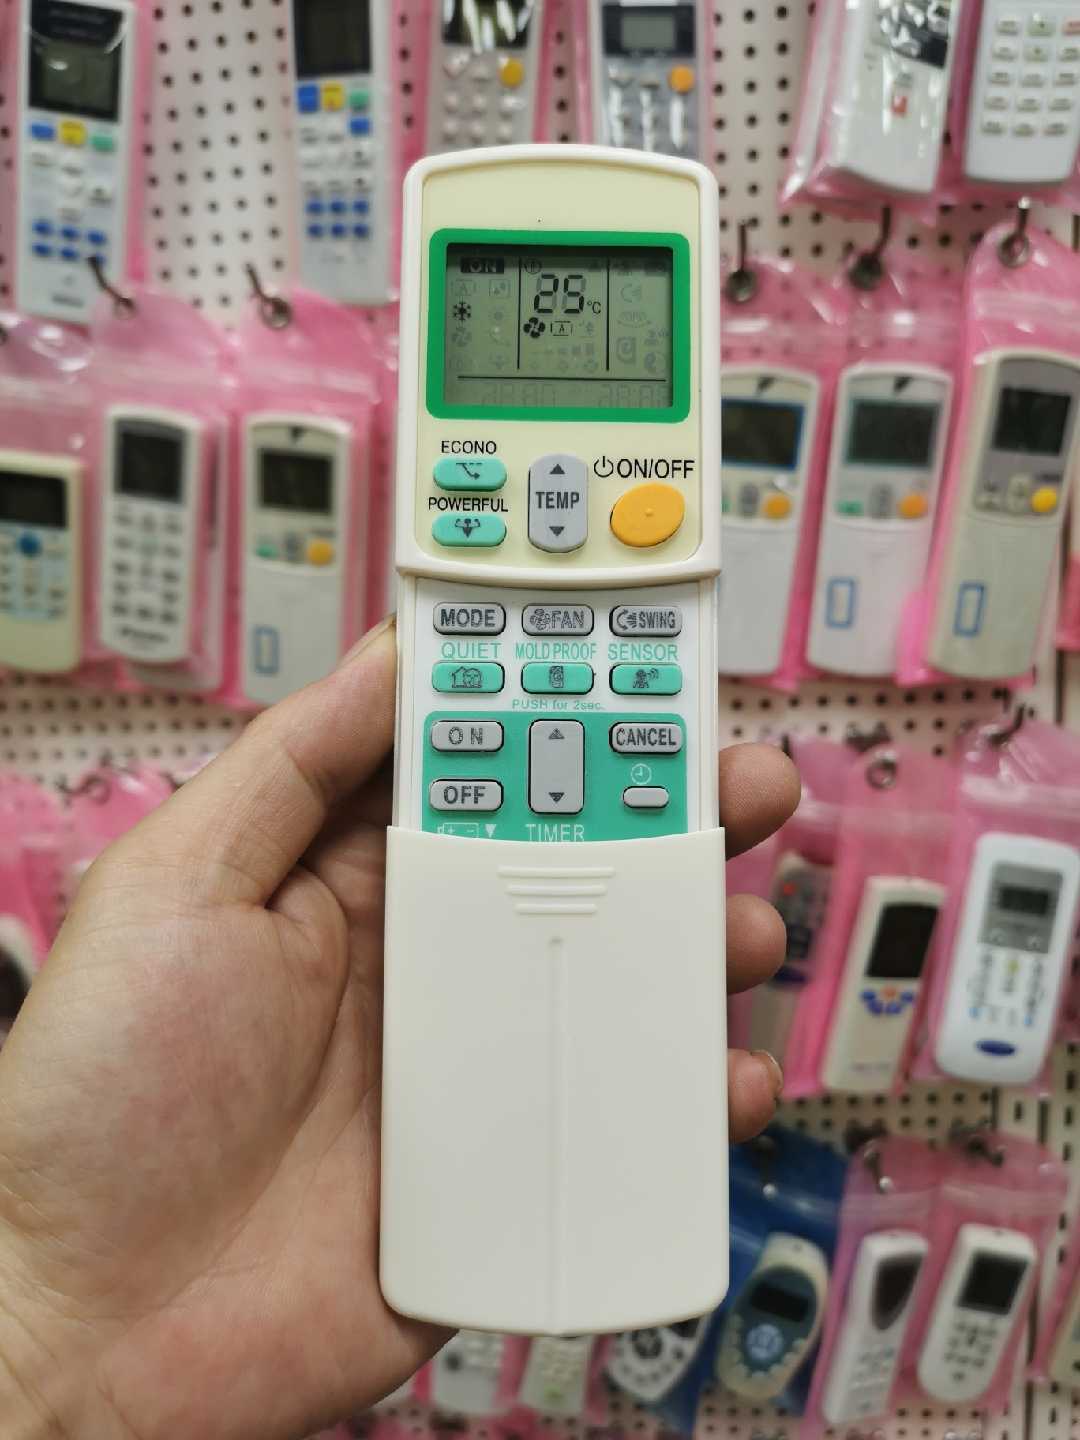 ON
25°C
A
ECONO
POWERFUL
TEMP
ON/OFF
MODE
FAN
SWING
QUIET
MOLD PROOF
SENSOR
PUSH for 2sec.
ON
CANCEL
OFF
TIMER